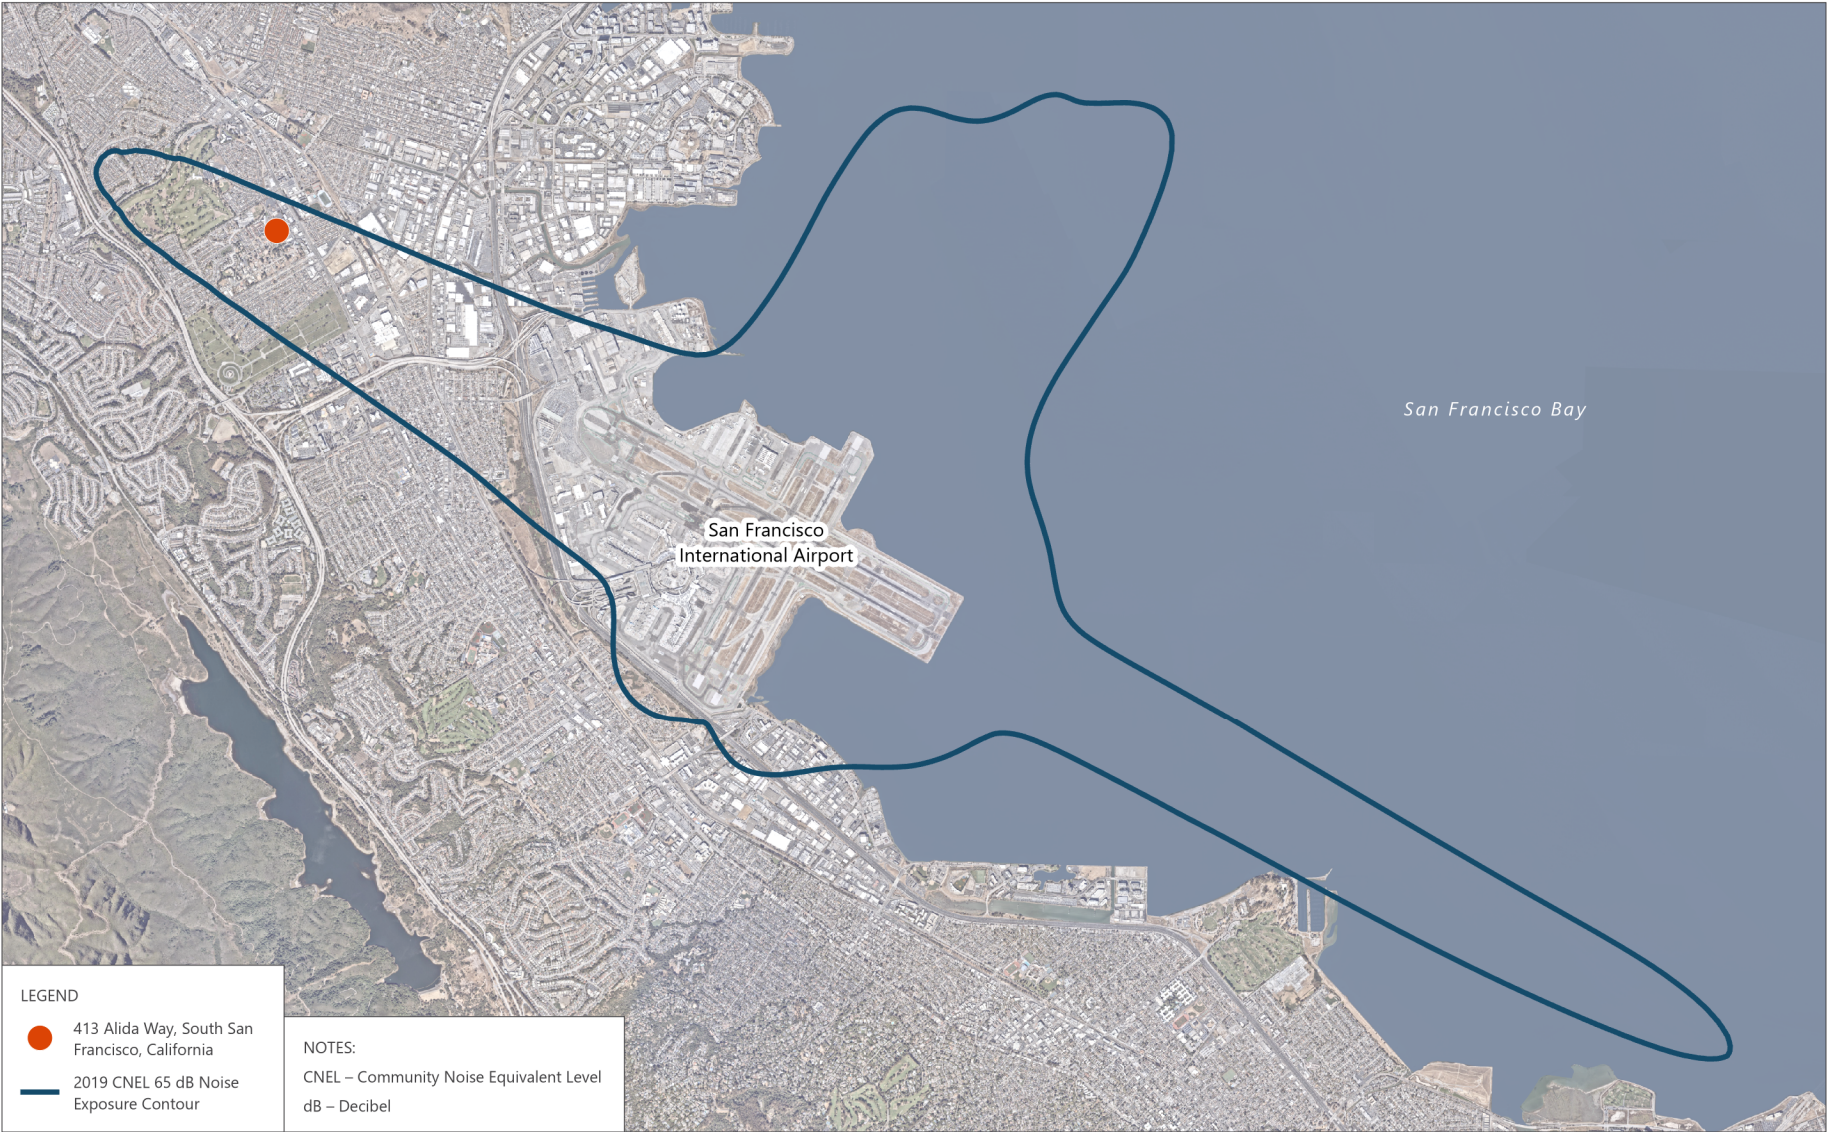 San Francisco Bay
San Francisco
International Airport
LEGEND
413 Alida Way, South San
Francisco, California
2019 CNEL 65 dB Noise
Exposure Contour
NOTES:
CNEL – Community Noise Equivalent Level
dB – Decibel